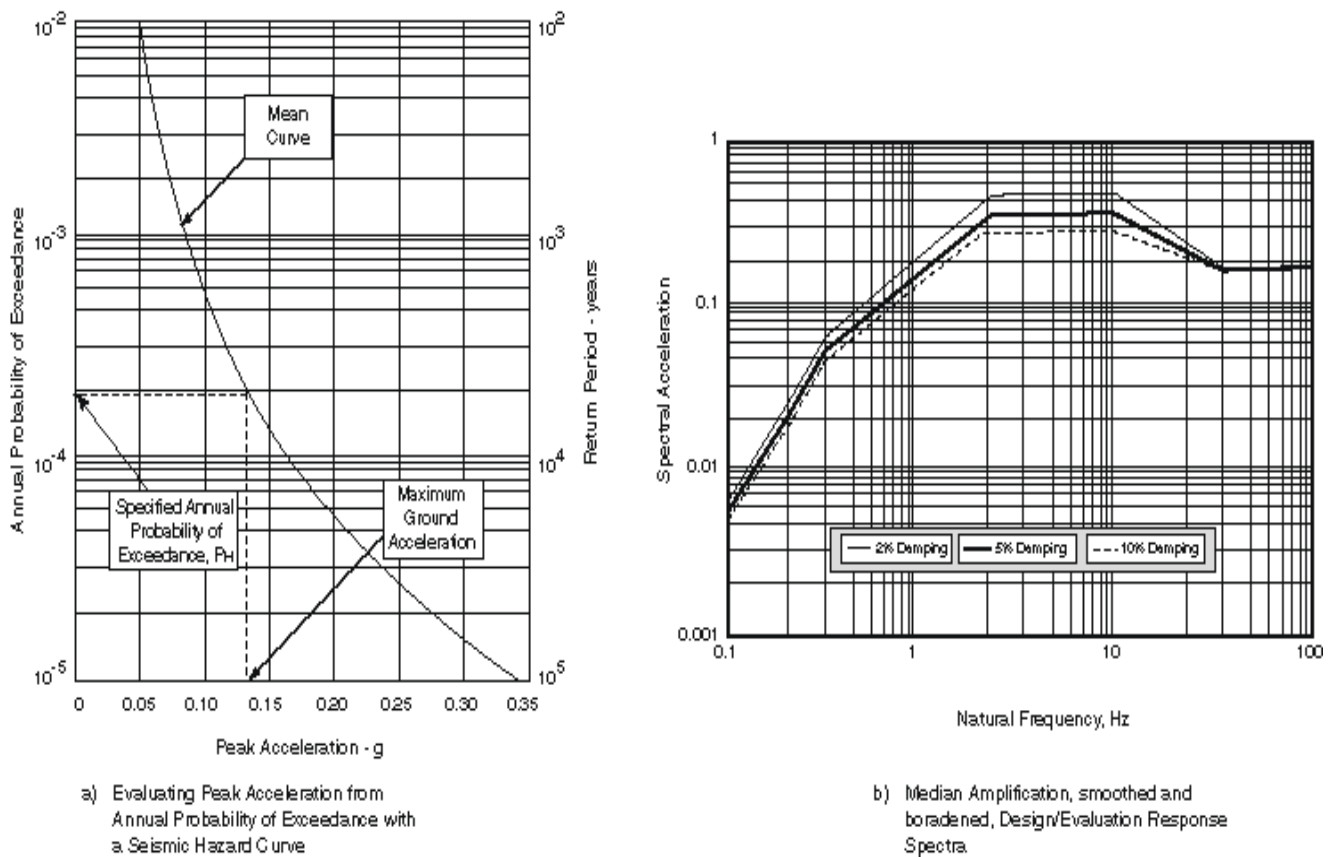 10-2
10-3
10-4
10-5
Annual Probability of Exceedance
Mean
Curve
Specified Annual
Probability of
Exceedance, PH
Maximum
Ground
Acceleration
102
103
104
105
Return Period - years
0 0.05 0.10 0.15 0.20 0.25 0.30 0.35
Peak Acceleration - g
a) Evaluating Peak Acceleration from
Annual Probability of Exceedance with
a Seismic Hazard Curve
1
0.1
0.01
0.001
Spectral Acceleration
2% Damping 5% Damping 10% Damping
0.1 1 10 100
Natural Frequency, Hz
b) Median Amplification, smoothed and
boradened, Design/Evaluation Response
Spectra